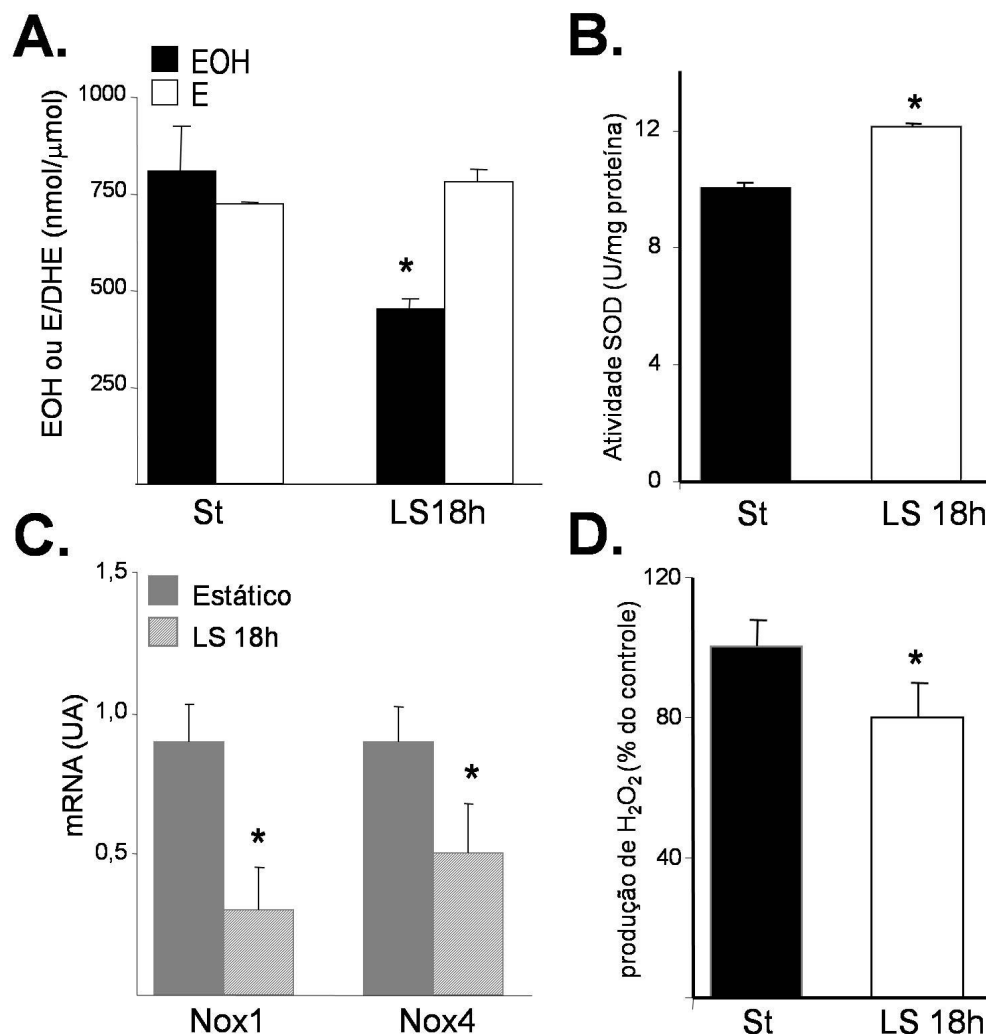 A.
EOH
E
EOH ou E/DHE (nmol/µmol)
1000
750
500
250
*
St
LS18h
B.
Atividade SOD (U/mg proteína)
12
8
4
0
*
St
LS 18h
C.
Estático
LS 18h
mRNA (UA)
1,5
1,0
0,5
*
*
Nox1
Nox4
D.
produção de H₂O₂ (% do controle)
120
80
40
*
St
LS 18h